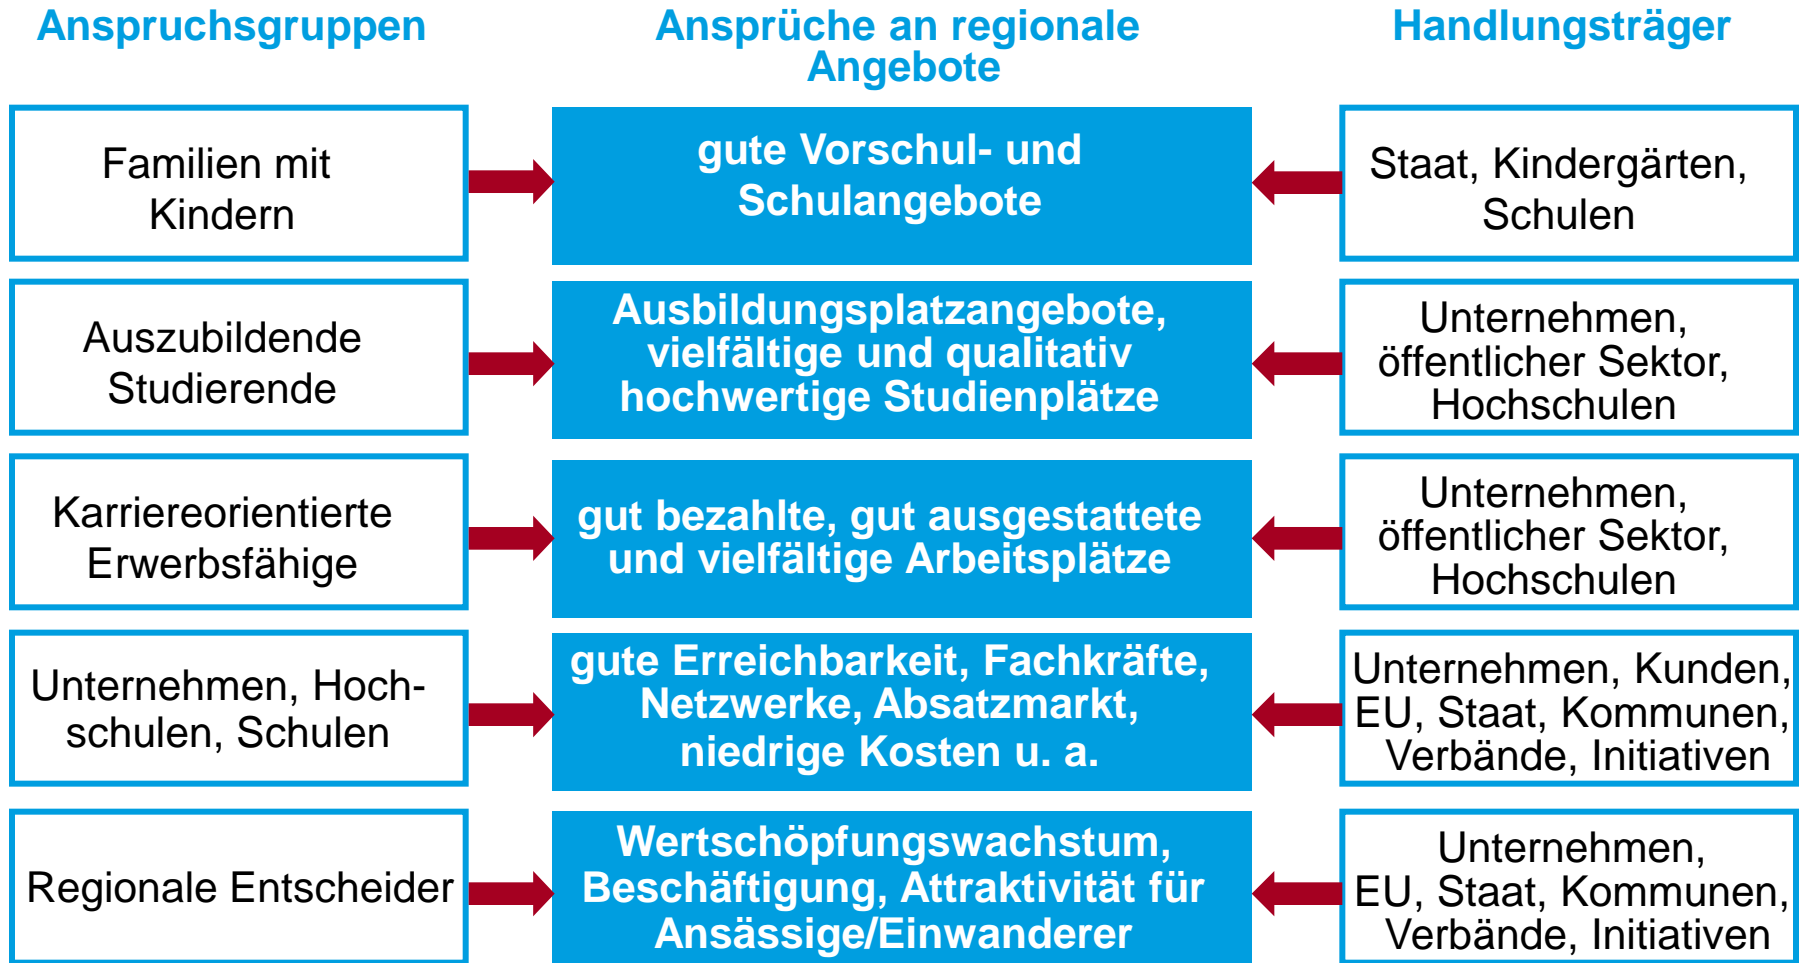 Anspruchsgruppen
Ansprüche an regionale
Angebote
Handlungsträger
Familien mit
Kindern
gute Vorschul- und
Schulangebote
Staat, Kindergärten,
Schulen
Auszubildende
Studierende
Ausbildungsplatzangebote,
vielfältige und qualitativ
hochwertige Studienplätze
Unternehmen,
öffentlicher Sektor,
Hochschulen
Karriereorientierte
Erwerbsfähige
gut bezahlte, gut ausgestattete
und vielfältige Arbeitsplätze
Unternehmen,
öffentlicher Sektor,
Hochschulen
Unternehmen, Hoch-
schulen, Schulen
gute Erreichbarkeit, Fachkräfte,
Netzwerke, Absatzmarkt,
niedrige Kosten u. a.
Unternehmen, Kunden,
EU, Staat, Kommunen,
Verbände, Initiativen
Regionale Entscheider
Wertschöpfungswachstum,
Beschäftigung, Attraktivität für
Ansässige/Einwanderer
Unternehmen,
EU, Staat, Kommunen,
Verbände, Initiativen